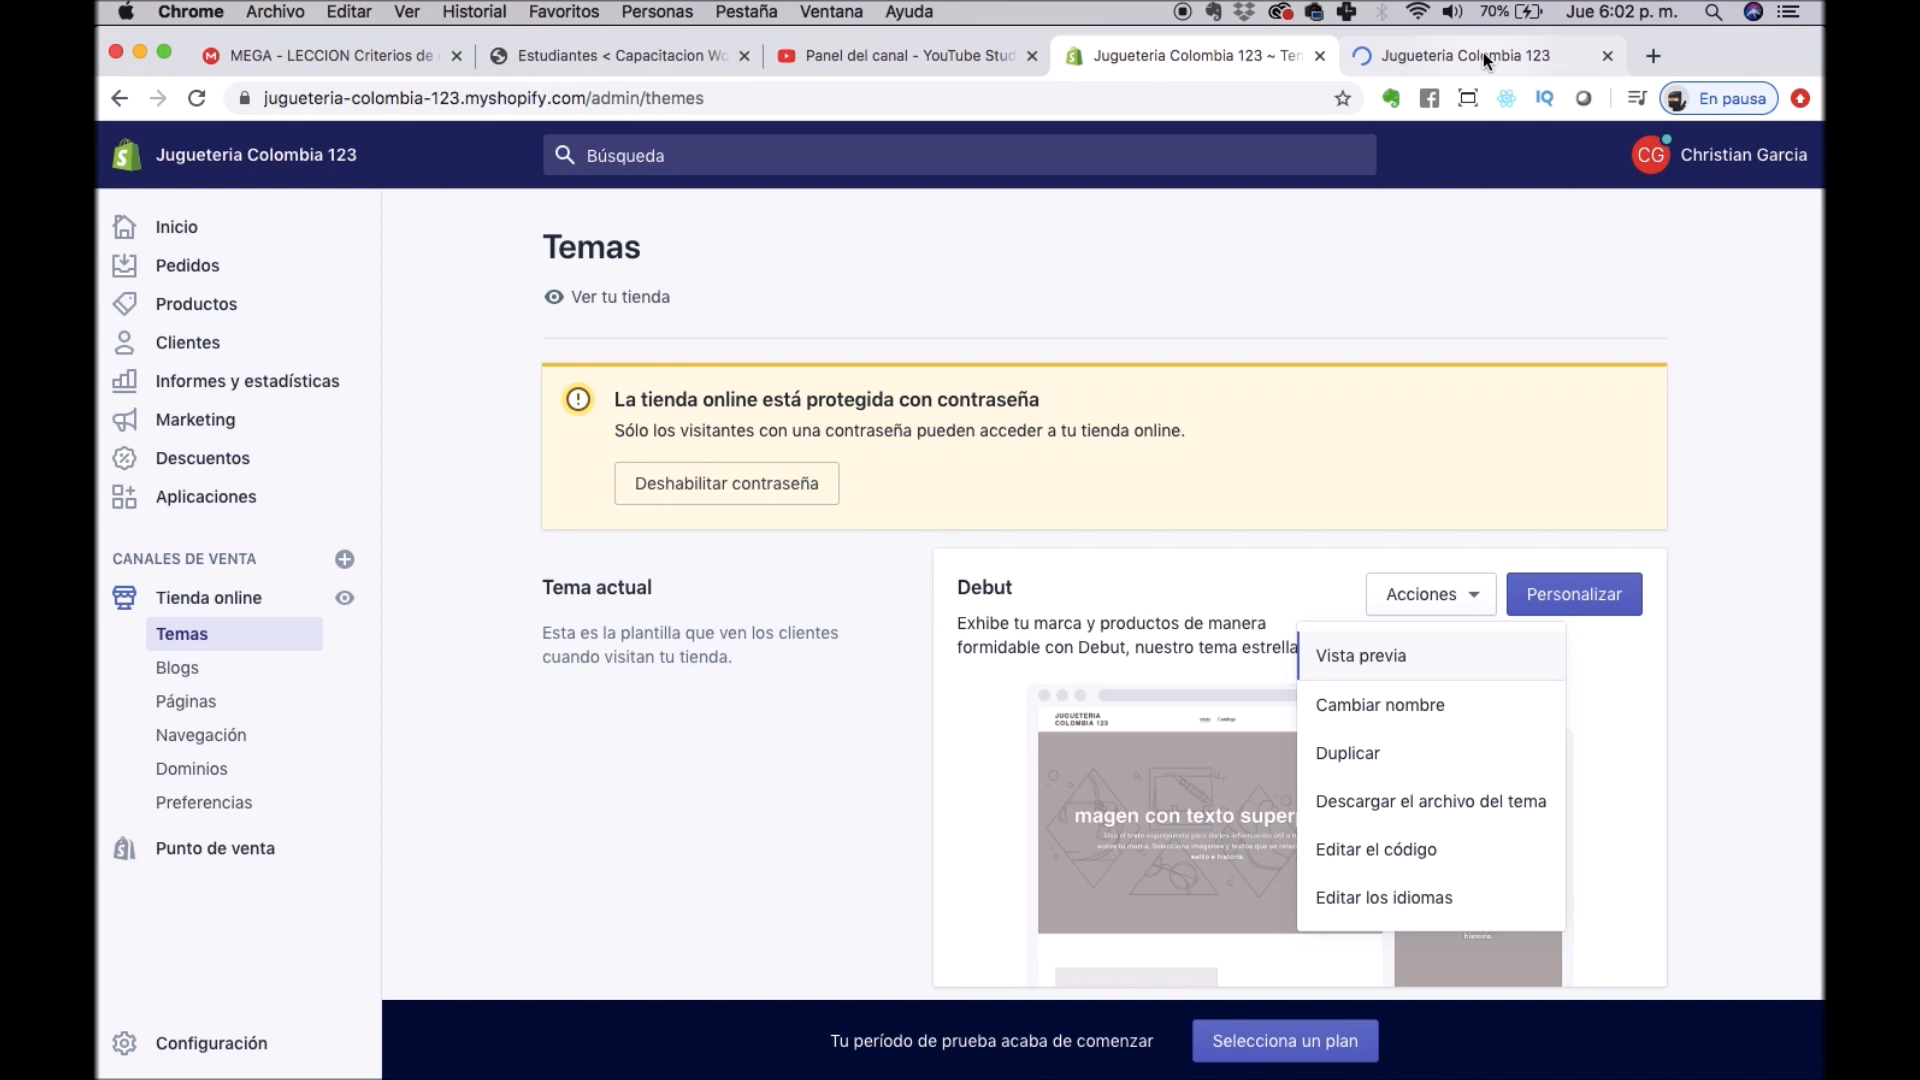 Chrome Archivo Editar Ver Historial Favoritos Personas Pestaña Ventana Ayuda 70% Jue 6:02 p. m.
MEGA - LECCION Criterios de
Estudiantes < Capacitacion Wo
Panel del canal - YouTube Stud
Jugueteria Colombia 123 ~ Ten
Jugueteria Colombia 123
jugueteria-colombia-123.myshopify.com/admin/themes
IQ
En pausa
Jugueteria Colombia 123
Búsqueda
CG Christian Garcia
Inicio
Pedidos
Productos
Clientes
Informes y estadísticas
Marketing
Descuentos
Aplicaciones
CANALES DE VENTA
Tienda online
Temas
Blogs
Páginas
Navegación
Dominios
Preferencias
Punto de venta
Configuración
Temas
Ver tu tienda
La tienda online está protegida con contraseña
Sólo los visitantes con una contraseña pueden acceder a tu tienda online.
Deshabilitar contraseña
Tema actual
Esta es la plantilla que ven los clientes
cuando visitan tu tienda.
Debut
Acciones
Personalizar
Exhibe tu marca y productos de manera
formidable con Debut, nuestro tema estrella
Vista previa
Cambiar nombre
Duplicar
Descargar el archivo del tema
Editar el código
Editar los idiomas
JUGUETERIA
COLOMBIA 123
Inicio Catálogo
magen con texto superp
historia.
Tu período de prueba acaba de comenzar
Selecciona un plan